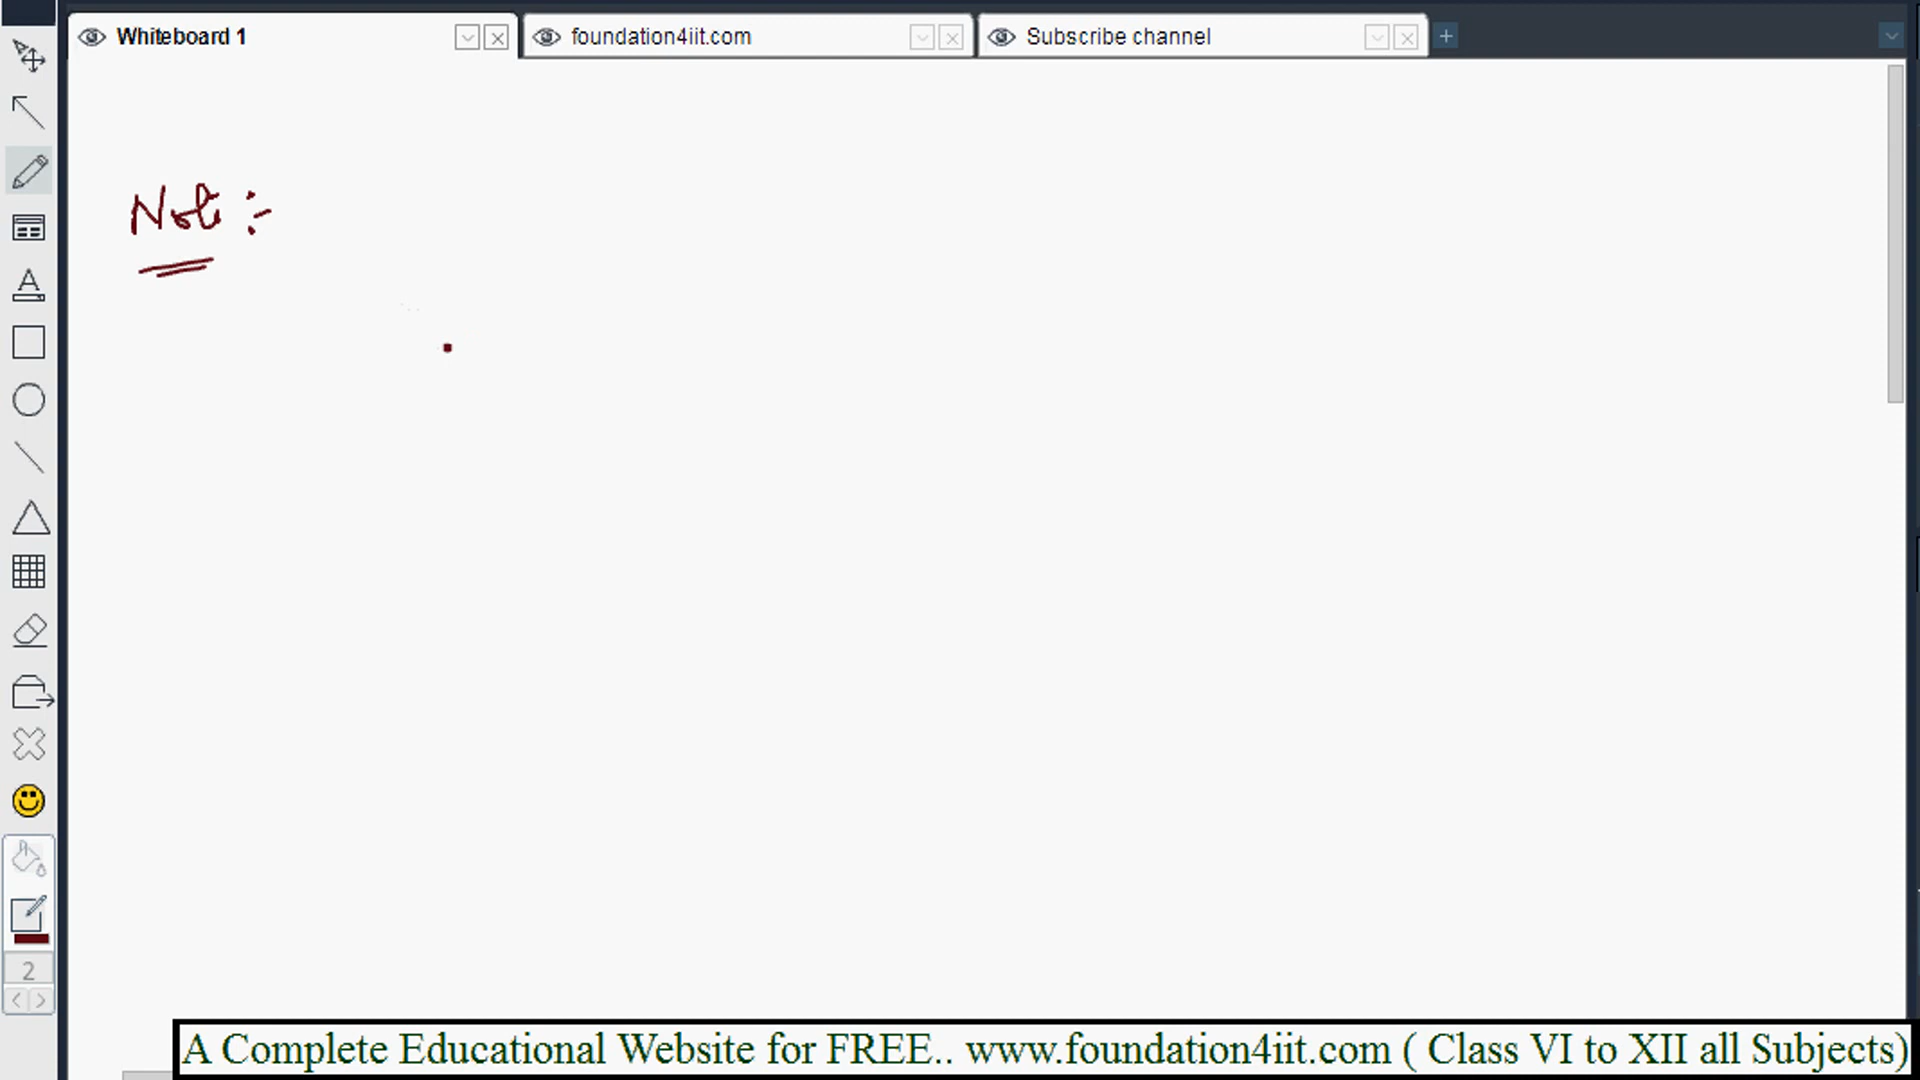 Whiteboard 1
foundation4iit.com
Subscribe channel
Note :-
2
A Complete Educational Website for FREE.. www.foundation4iit.com ( Class VI to XII all Subjects)